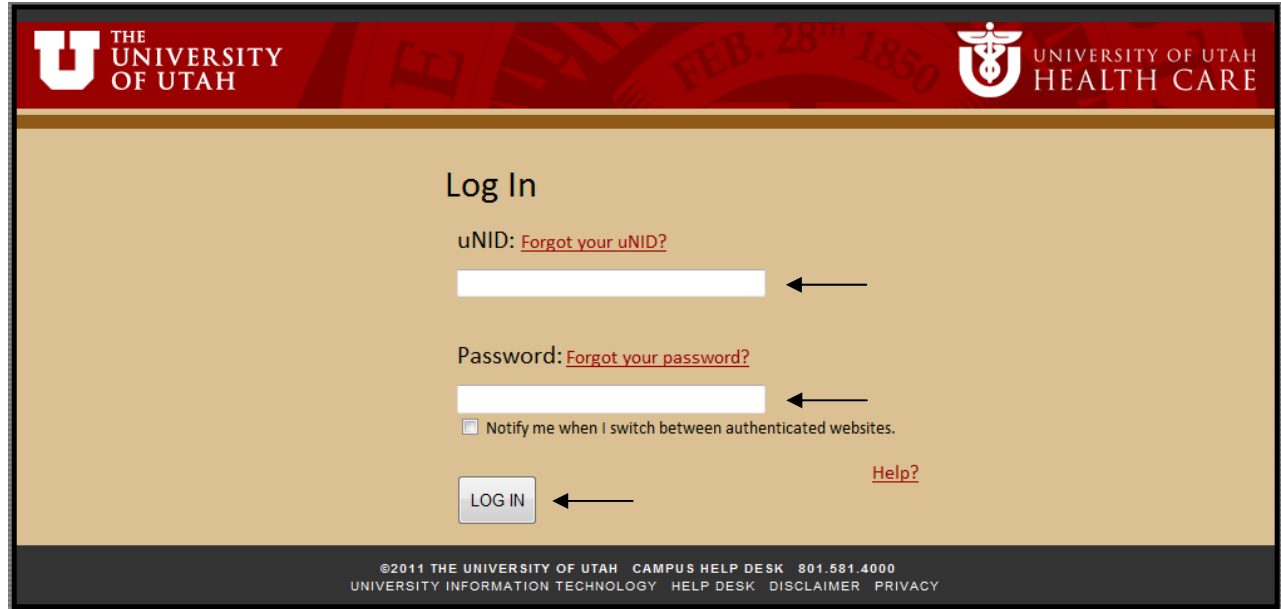 THE
UNIVERSITY
OF UTAH
FEB. 28TH 1850
UNIVERSITY OF UTAH
HEALTH CARE
Log In
uNID: Forgot your uNID?
Password: Forgot your password?
Notify me when I switch between authenticated websites.
Help?
LOG IN
©2011 THE UNIVERSITY OF UTAH CAMPUS HELP DESK 801.581.4000
UNIVERSITY INFORMATION TECHNOLOGY HELP DESK DISCLAIMER PRIVACY